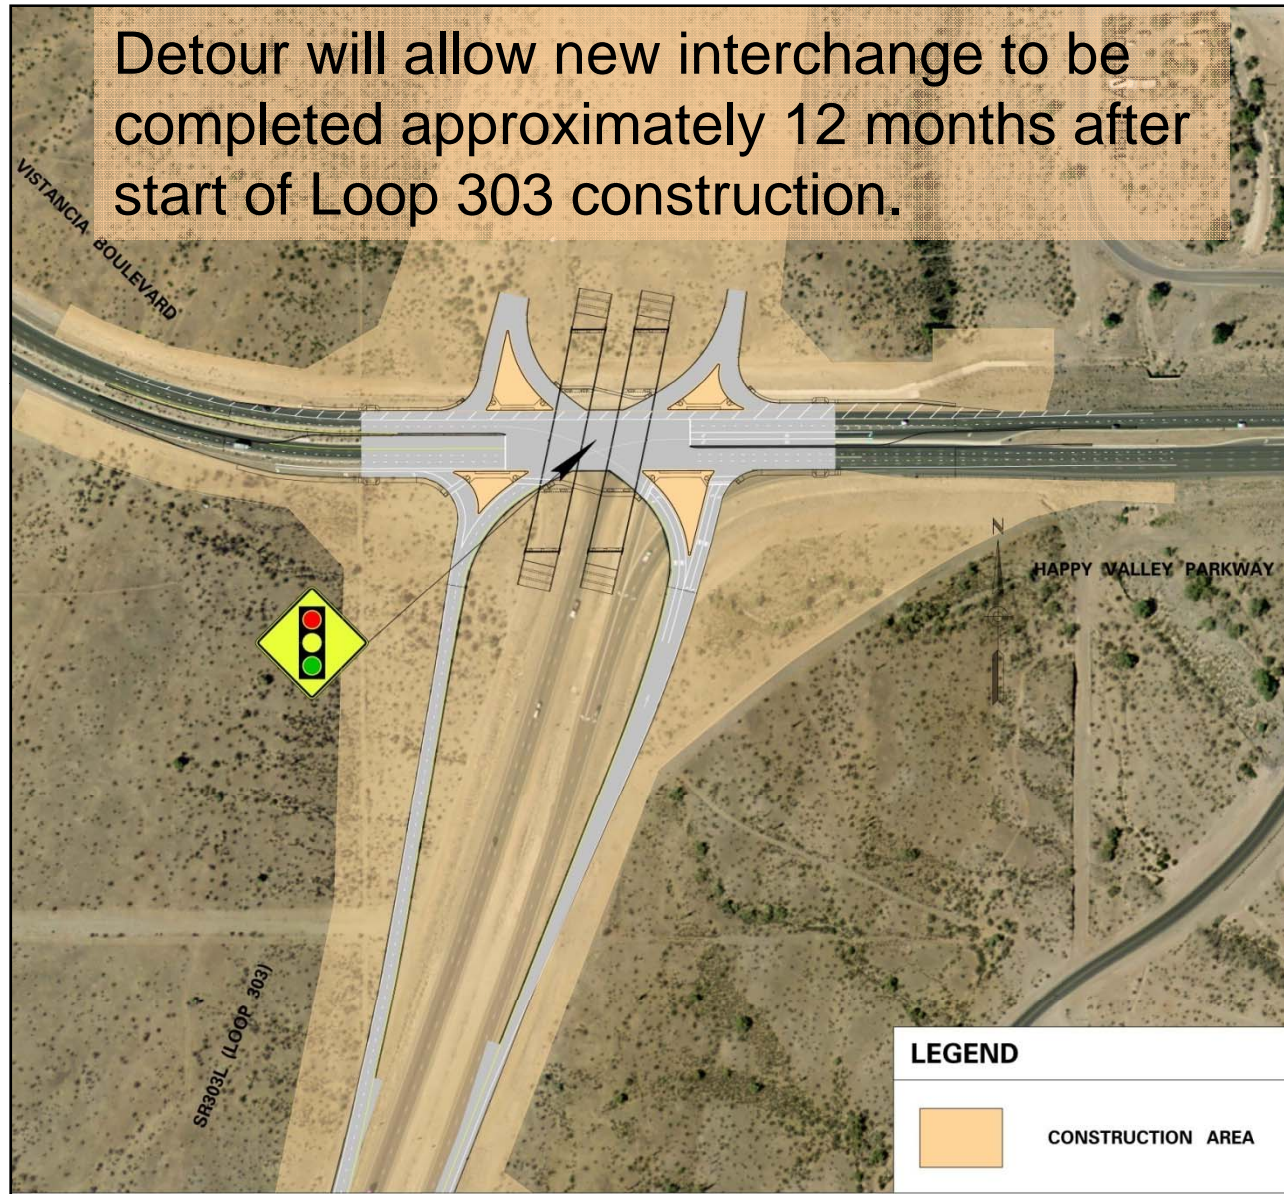 Detour will allow new interchange to be
completed approximately 12 months after
start of Loop 303 construction.
VISTANCIA BOULEVARD
N
HAPPY VALLEY PARKWAY
SR303L (LOOP 303)
LEGEND
CONSTRUCTION AREA